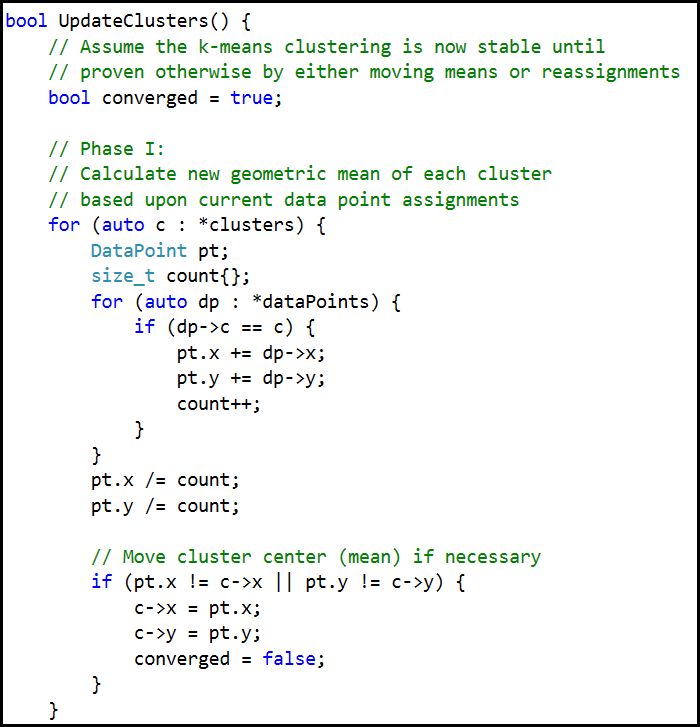 bool UpdateClusters() {
    // Assume the k-means clustering is now stable until
    // proven otherwise by either moving means or reassignments
    bool converged = true;

    // Phase I:
    // Calculate new geometric mean of each cluster
    // based upon current data point assignments
    for (auto c : *clusters) {
        DataPoint pt;
        size_t count{};
        for (auto dp : *dataPoints) {
            if (dp->c == c) {
                pt.x += dp->x;
                pt.y += dp->y;
                count++;
            }
        }
        pt.x /= count;
        pt.y /= count;

        // Move cluster center (mean) if necessary
        if (pt.x != c->x || pt.y != c->y) {
            c->x = pt.x;
            c->y = pt.y;
            converged = false;
        }
    }